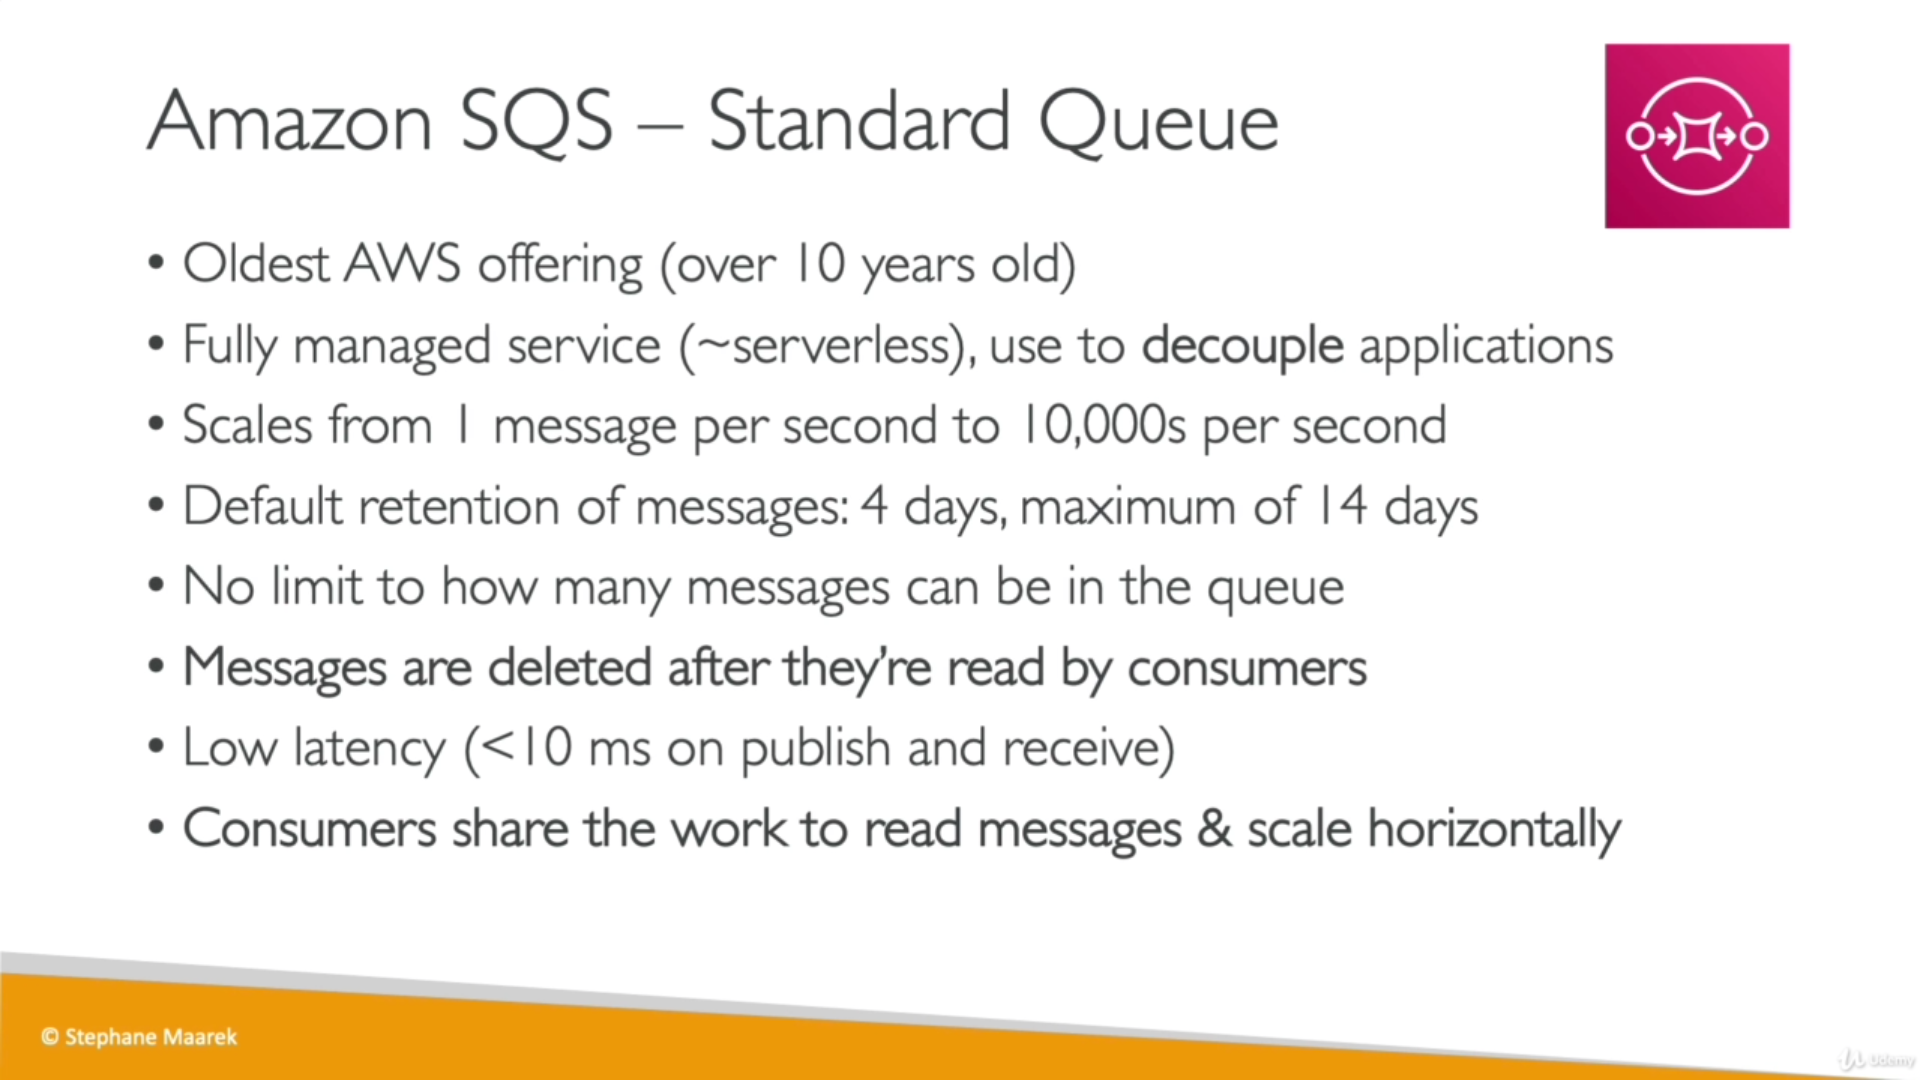 Amazon SQS – Standard Queue
• Oldest AWS offering (over 10 years old)
• Fully managed service (~serverless), use to decouple applications
• Scales from 1 message per second to 10,000s per second
• Default retention of messages: 4 days, maximum of 14 days
• No limit to how many messages can be in the queue
• Messages are deleted after they’re read by consumers
• Low latency (<10 ms on publish and receive)
• Consumers share the work to read messages & scale horizontally
© Stephane Maarek
Udemy